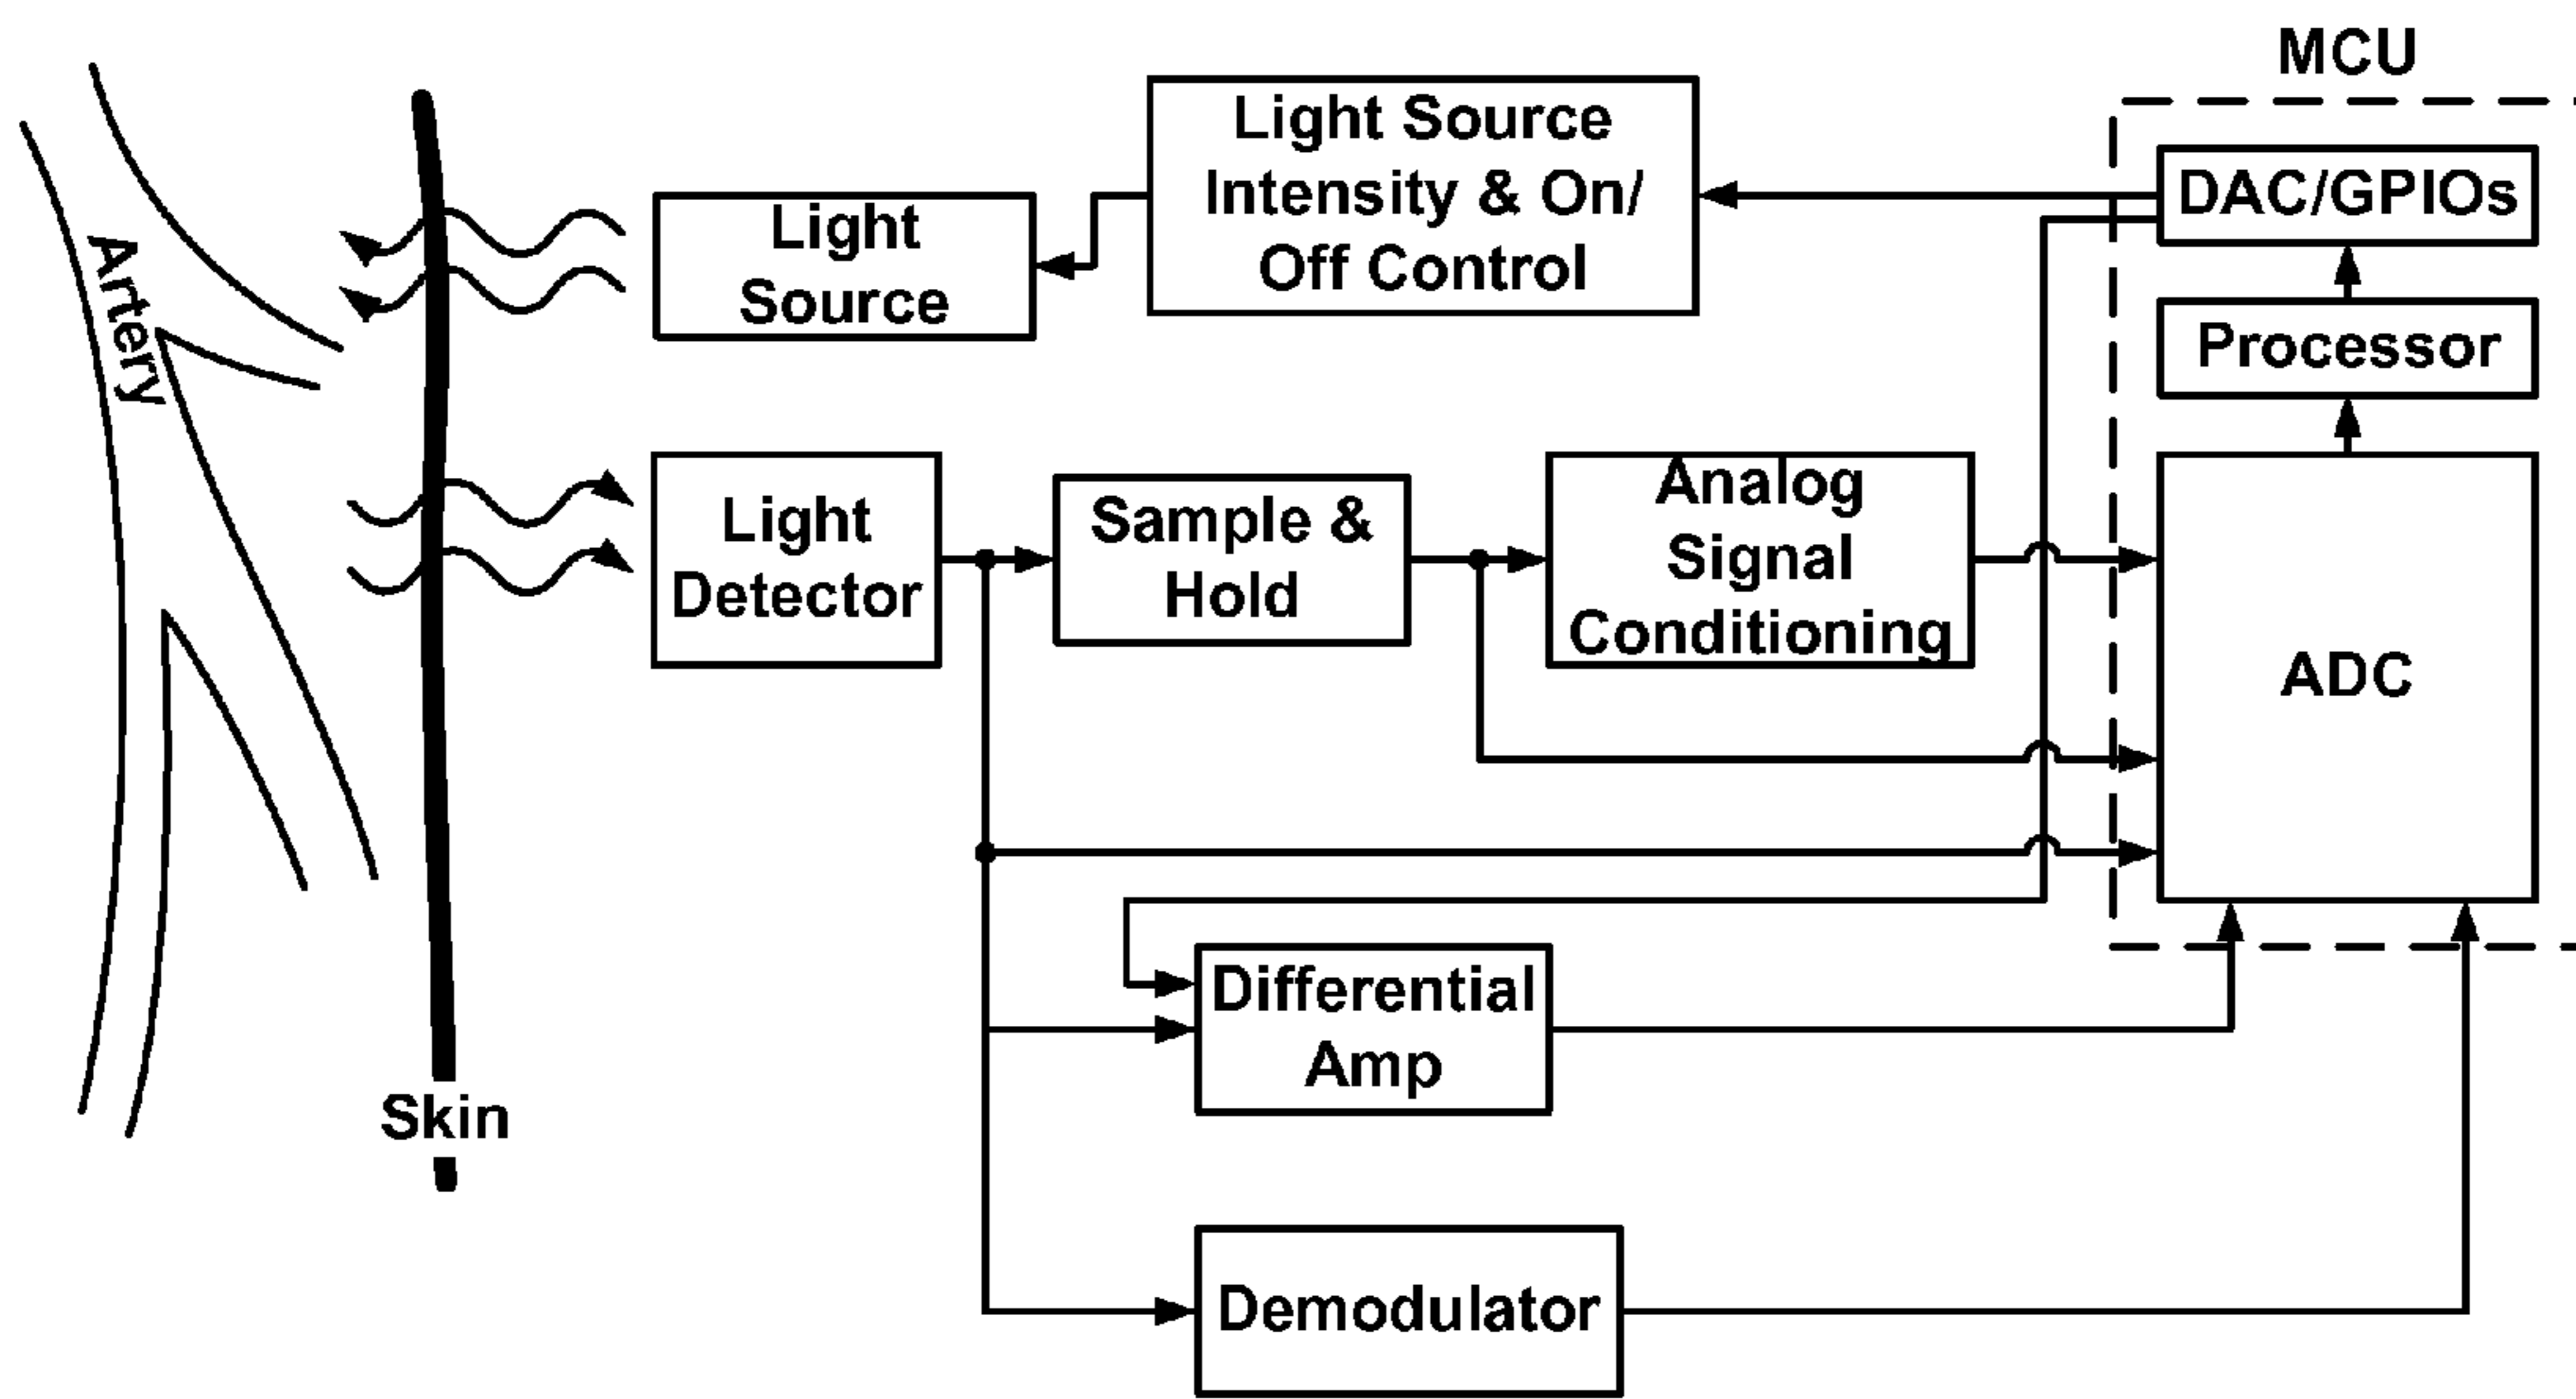 MCU
Light Source
Intensity & On/
Off Control
DAC/GPIOs
Light
Source
Artery
Processor
Light
Detector
Sample &
Hold
Analog
Signal
Conditioning
ADC
Differential
Amp
Skin
Demodulator